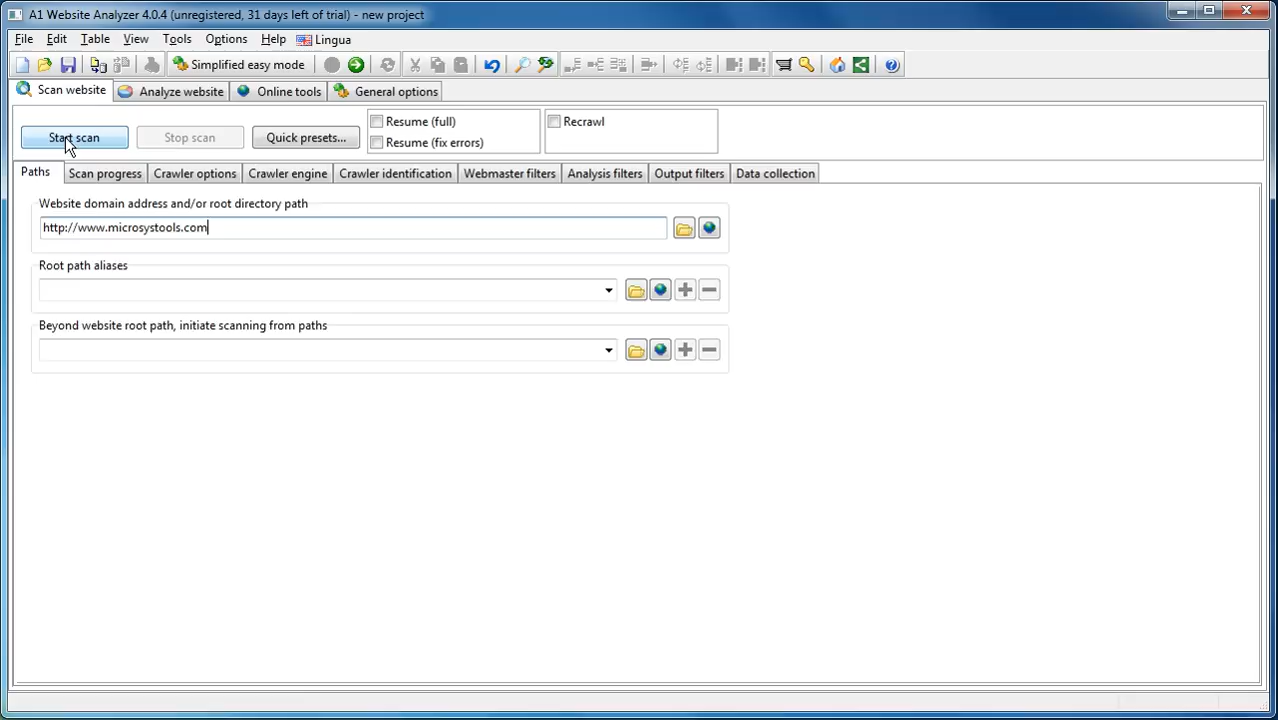 A1 Website Analyzer 4.0.4 (unregistered, 31 days left of trial) - new project
File Edit Table View Tools Options Help Lingua
Simplified easy mode
Scan website Analyze website Online tools General options
Start scan Stop scan Quick presets... Resume (full) Recrawl
Resume (fix errors)
Paths Scan progress Crawler options Crawler engine Crawler identification Webmaster filters Analysis filters Output filters Data collection
Website domain address and/or root directory path
http://www.microsystools.com
Root path aliases
Beyond website root path, initiate scanning from paths